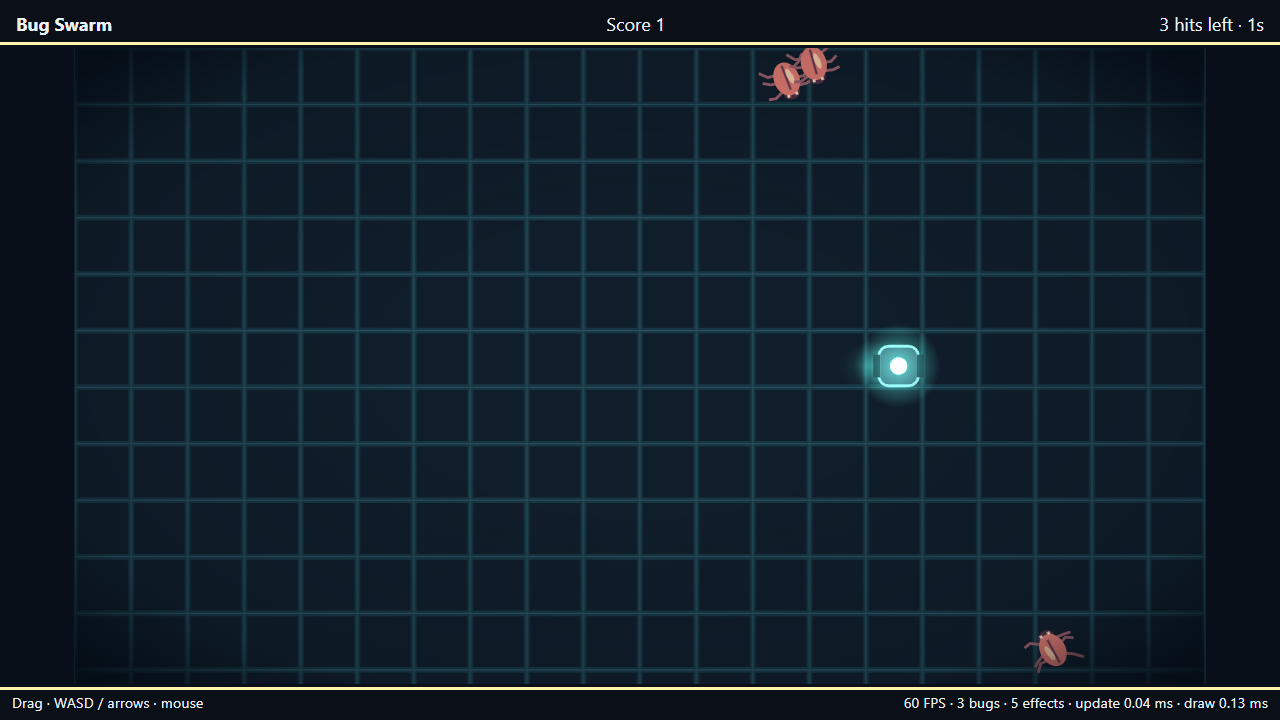 Bug Swarm
Score 1
3 hits left · 1s
Drag · WASD / arrows · mouse
60 FPS · 3 bugs · 5 effects · update 0.04 ms · draw 0.13 ms